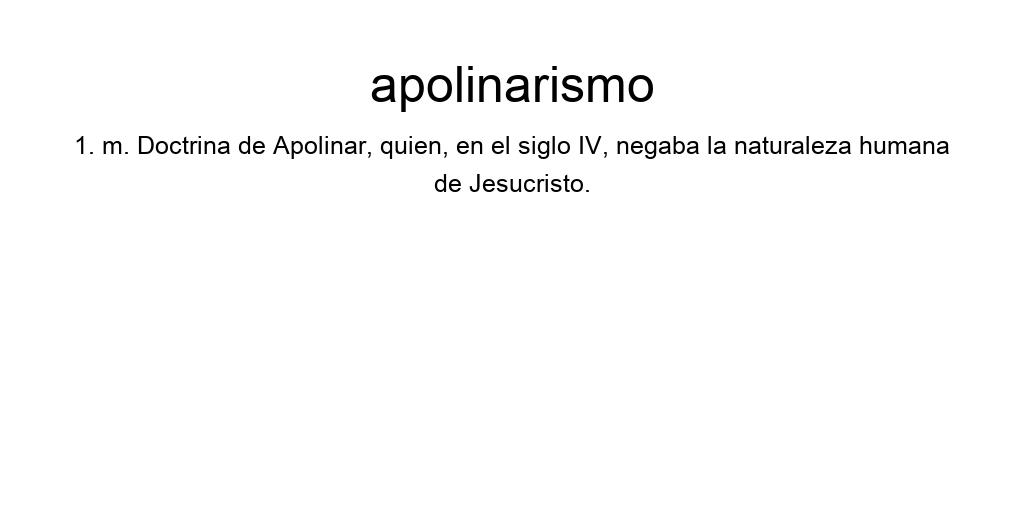 apolinarismo
1. m. Doctrina de Apolinar, quien, en el siglo IV, negaba la naturaleza humana
de Jesucristo.